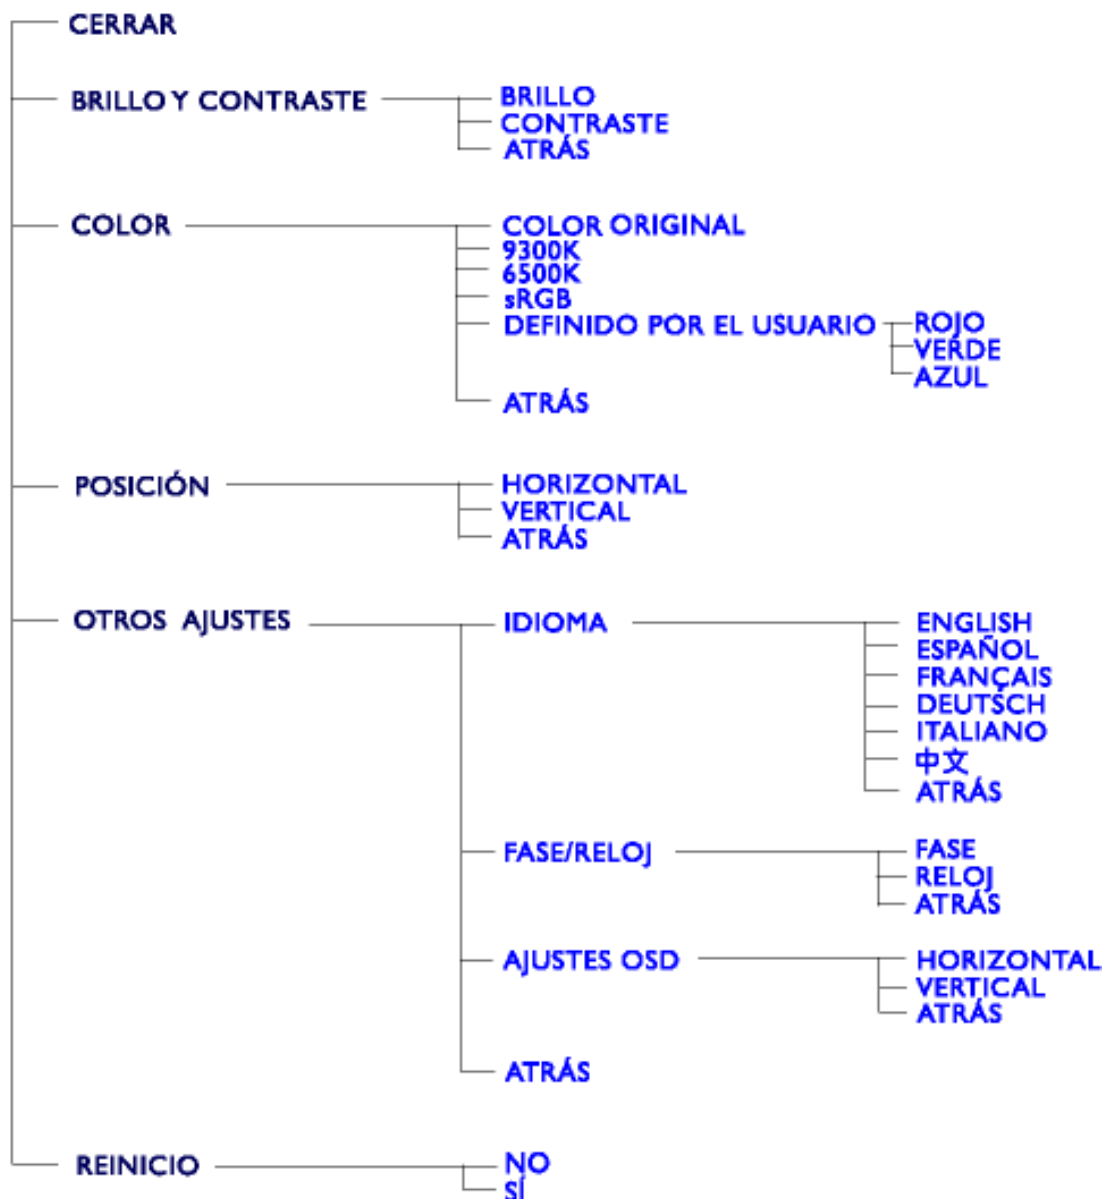 CERRAR
BRILLO Y CONTRASTE
BRILLO
CONTRASTE
ATRÁS
COLOR
COLOR ORIGINAL
9300K
6500K
sRGB
DEFINIDO POR EL USUARIO
ROJO
VERDE
AZUL
ATRÁS
POSICIÓN
HORIZONTAL
VERTICAL
ATRÁS
OTROS AJUSTES
IDIOMA
ENGLISH
ESPAÑOL
FRANÇAIS
DEUTSCH
ITALIANO
中文
ATRÁS
FASE/RELOJ
FASE
RELOJ
ATRÁS
AJUSTES OSD
HORIZONTAL
VERTICAL
ATRÁS
ATRÁS
REINICIO
NO
SÍ